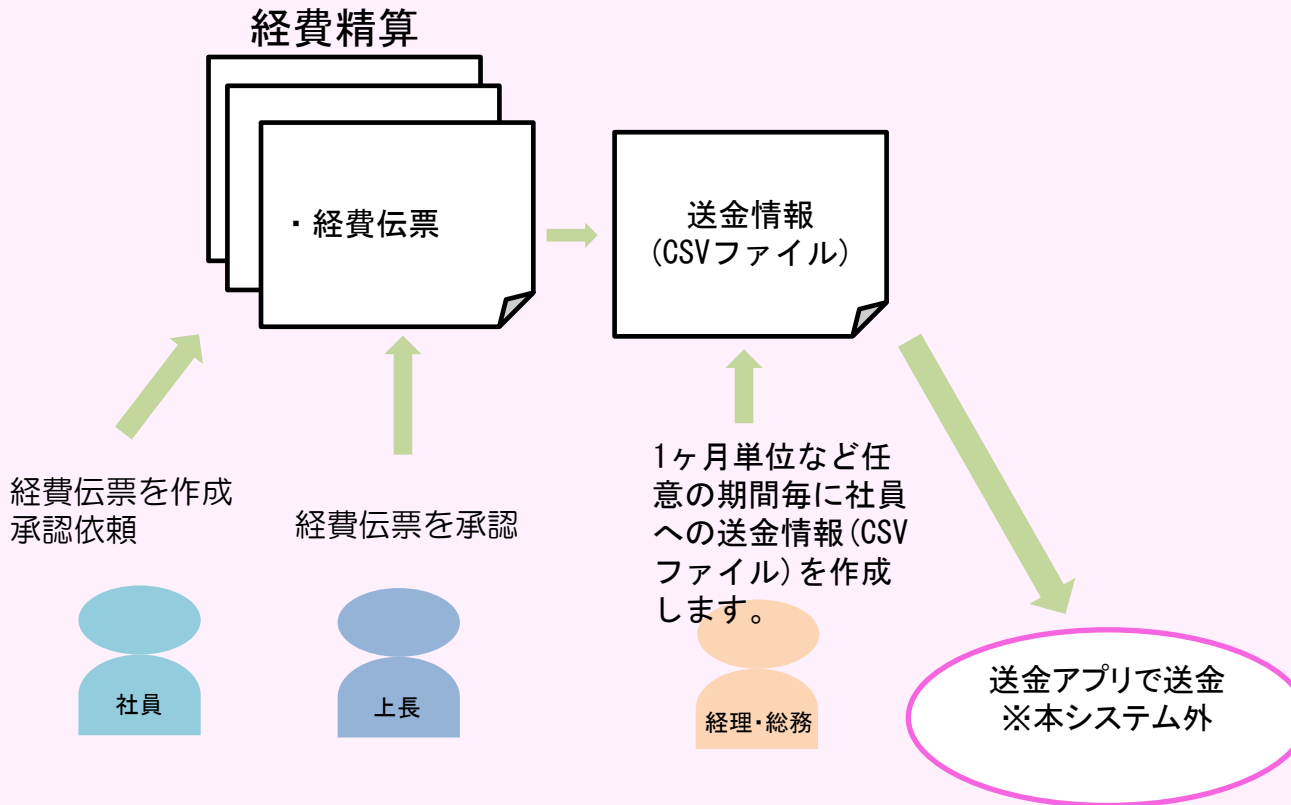 経費精算
・経費伝票
送金情報
(CSVファイル)
経費伝票を作成
承認依頼
経費伝票を承認
1ヶ月単位など任
意の期間毎に社員
への送金情報(CSV
ファイル)を作成
します。
社員
上長
経理・総務
送金アプリで送金
※本システム外